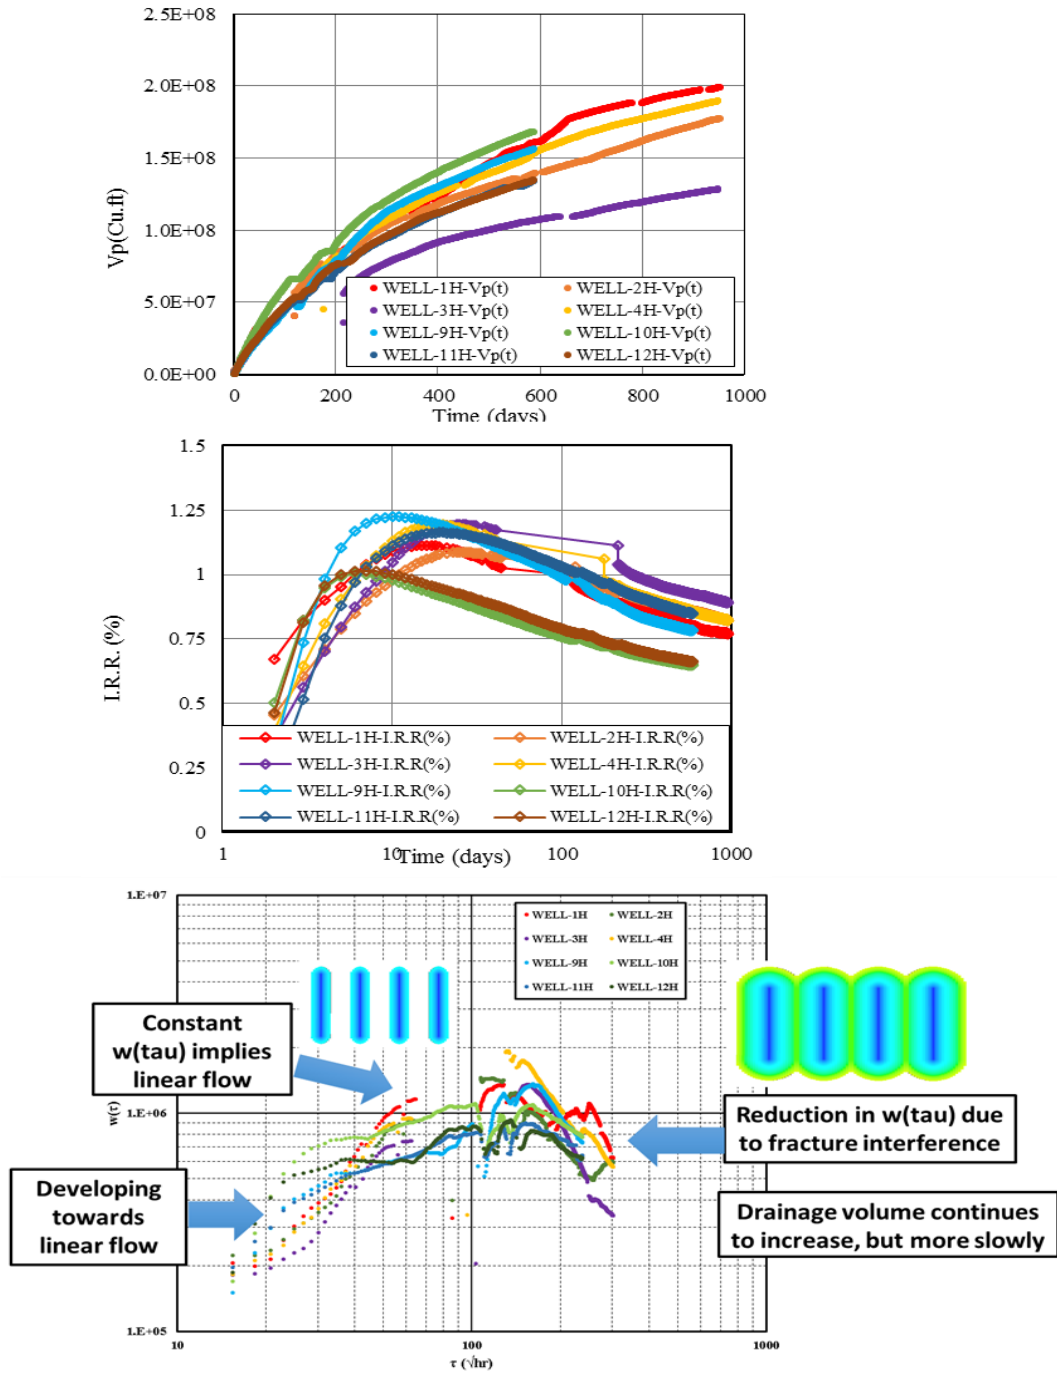 2.5E+08
2.0E+08
1.5E+08
1.0E+08
5.0E+07
0.0E+00
Vp(Cu.ft)
WELL-1H-Vp(t) WELL-2H-Vp(t)
WELL-3H-Vp(t) WELL-4H-Vp(t)
WELL-9H-Vp(t) WELL-10H-Vp(t)
WELL-11H-Vp(t) WELL-12H-Vp(t)
0 200 400 600 800 1000
Time (days)
1.5
1.25
1
0.75
0.5
0.25
0
I.R.R. (%)
WELL-1H-I.R.R(%) WELL-2H-I.R.R(%)
WELL-3H-I.R.R(%) WELL-4H-I.R.R(%)
WELL-9H-I.R.R(%) WELL-10H-I.R.R(%)
WELL-11H-I.R.R(%) WELL-12H-I.R.R(%)
1 10 100 1000
Time (days)
1.E+07
1.E+06
1.E+05
w(τ)
WELL-1H WELL-2H
WELL-3H WELL-4H
WELL-9H WELL-10H
WELL-11H WELL-12H
Constant
w(tau) implies
linear flow
Developing
towards
linear flow
Reduction in w(tau) due
to fracture interference
Drainage volume continues
to increase, but more slowly
10 100 1000
τ (√hr)